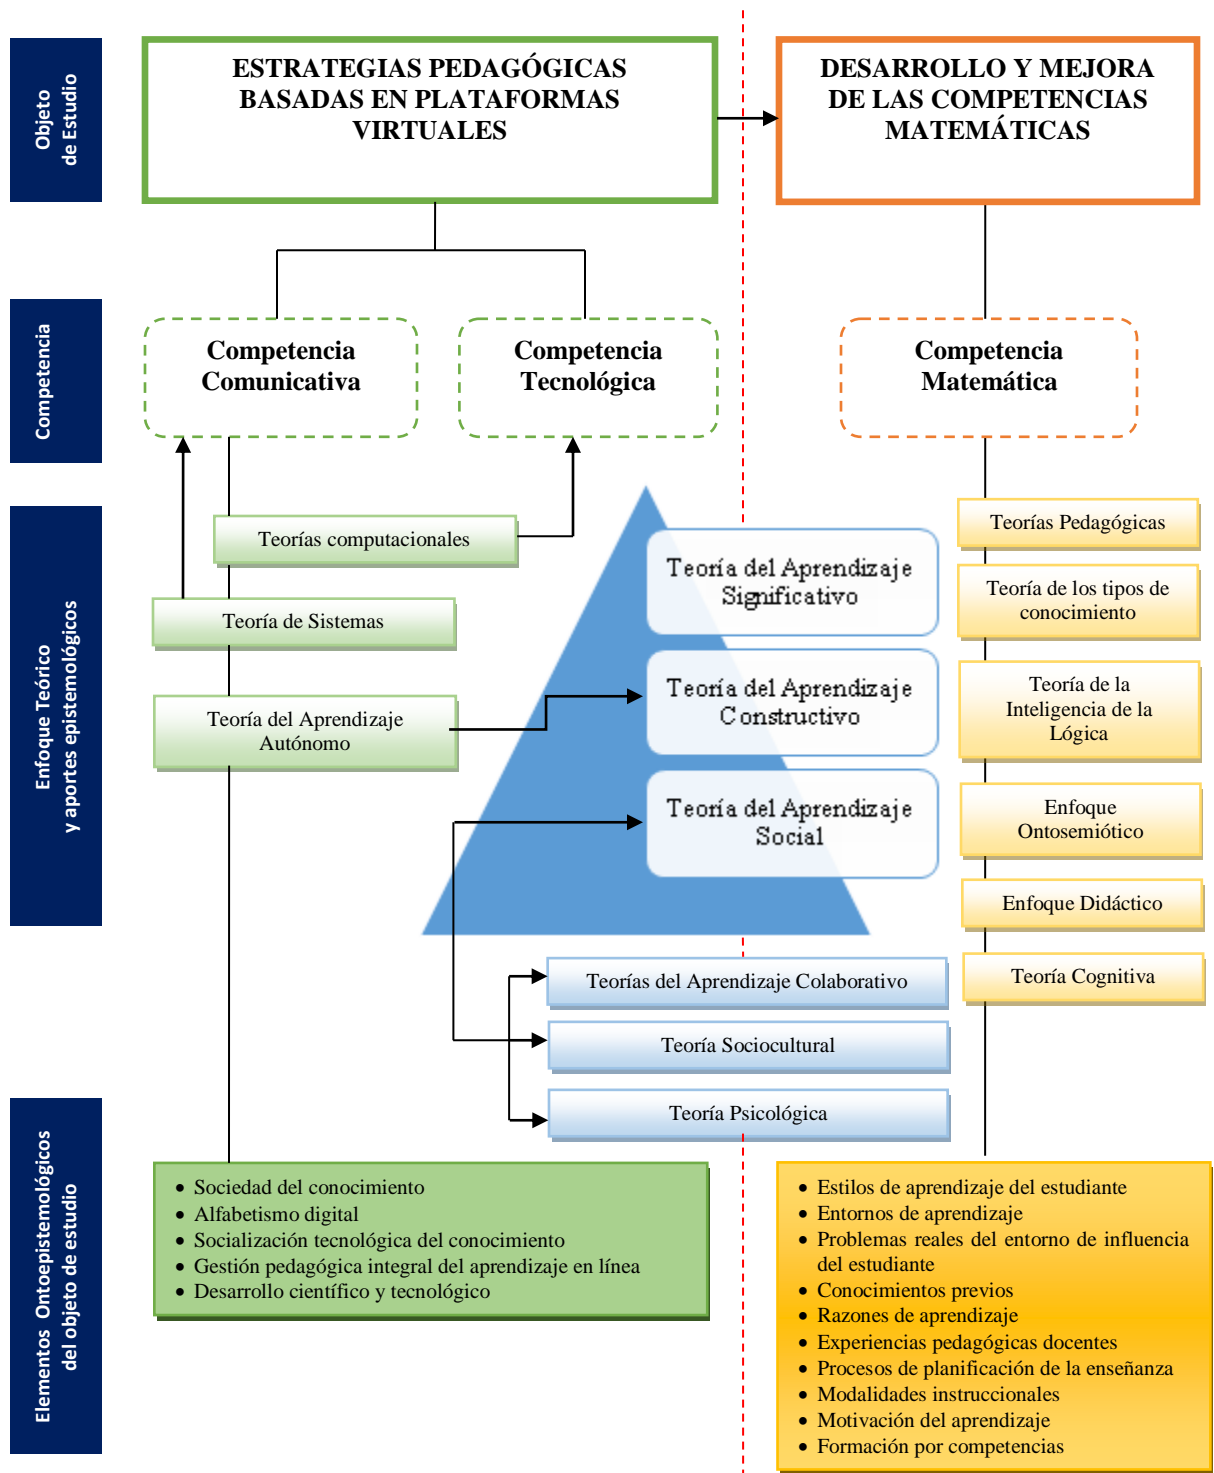 Objeto
de Estudio
ESTRATEGIAS PEDAGÓGICAS
BASADAS EN PLATAFORMAS
VIRTUALES
DESARROLLO Y MEJORA
DE LAS COMPETENCIAS
MATEMÁTICAS
Competencia
Competencia
Comunicativa
Competencia
Tecnológica
Competencia
Matemática
Enfoque Teórico
y aportes epistemológicos
Teorías computacionales
Teoría de Sistemas
Teoría del Aprendizaje
Autónomo
Teoría del Aprendizaje
Significativo
Teoría del Aprendizaje
Constructivo
Teoría del Aprendizaje
Social
Teorías Pedagógicas
Teoría de los tipos de
conocimiento
Teoría de la
Inteligencia de la
Lógica
Enfoque
Ontosemiótico
Enfoque Didáctico
Teoría Cognitiva
Teorías del Aprendizaje Colaborativo
Teoría Sociocultural
Teoría Psicológica
Elementos Ontoepistemológicos
del objeto de estudio
• Sociedad del conocimiento
• Alfabetismo digital
• Socialización tecnológica del conocimiento
• Gestión pedagógica integral del aprendizaje en línea
• Desarrollo científico y tecnológico
• Estilos de aprendizaje del estudiante
• Entornos de aprendizaje
• Problemas reales del entorno de influencia
del estudiante
• Conocimientos previos
• Razones de aprendizaje
• Experiencias pedagógicas docentes
• Procesos de planificación de la enseñanza
• Modalidades instruccionales
• Motivación del aprendizaje
• Formación por competencias